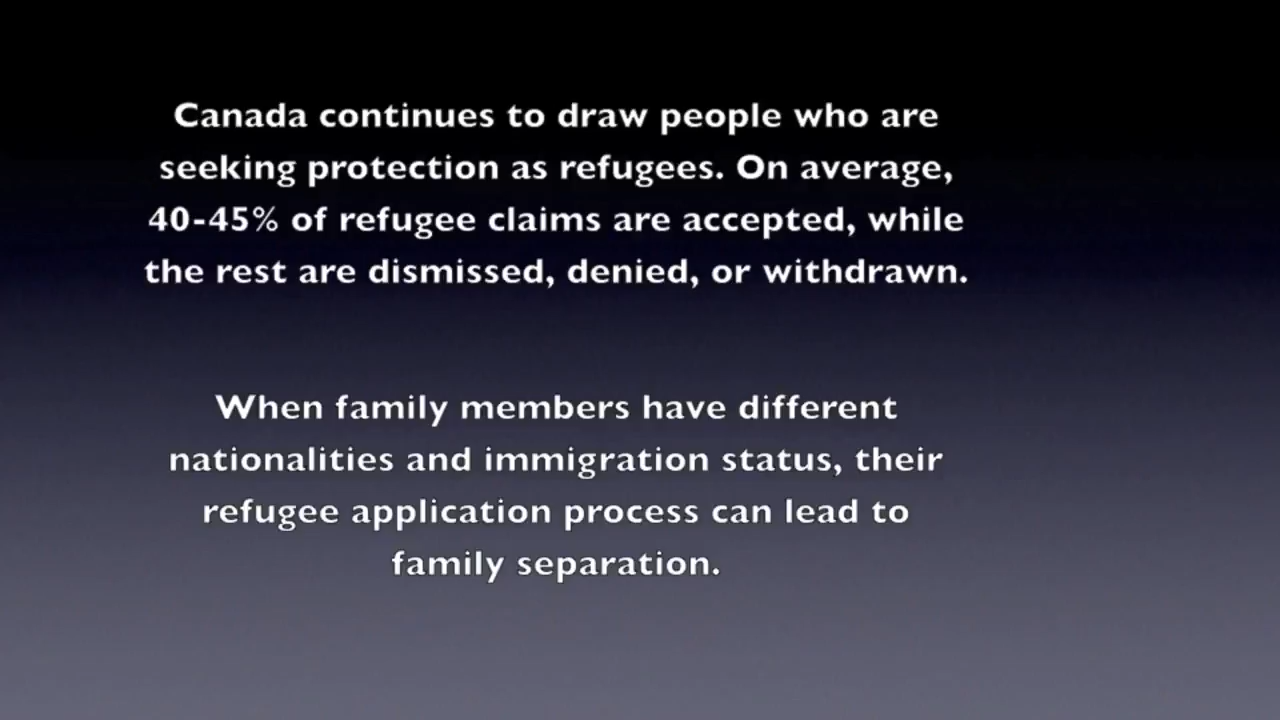 Canada continues to draw people who are
seeking protection as refugees. On average,
40-45% of refugee claims are accepted, while
the rest are dismissed, denied, or withdrawn.
When family members have different
nationalities and immigration status, their
refugee application process can lead to
family separation.